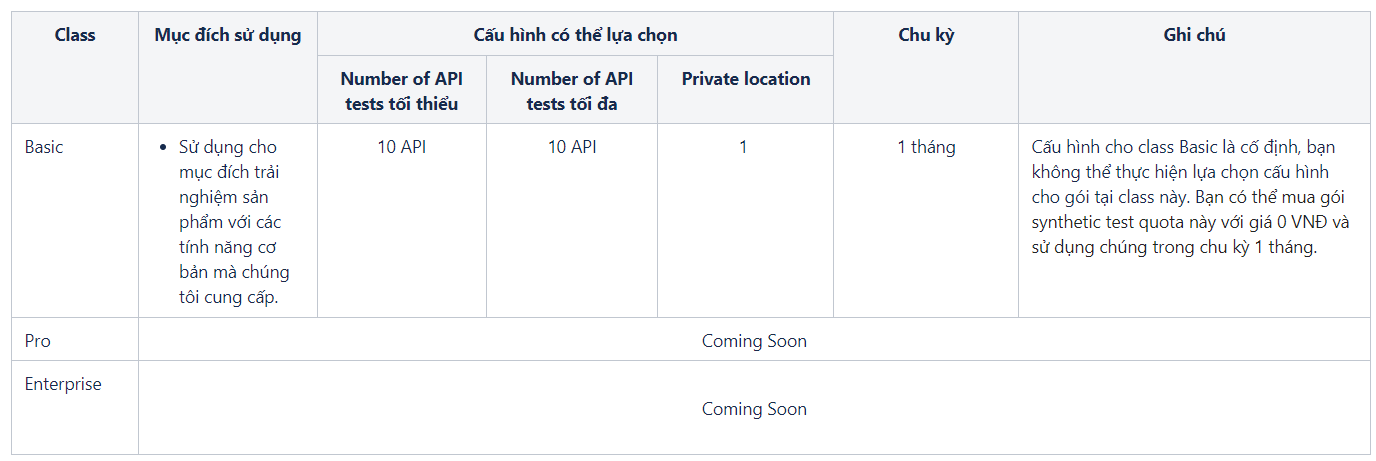 Class
Mục đích sử dụng
Cấu hình có thể lựa chọn
Chu kỳ
Ghi chú
Number of API
tests tối thiểu
Number of API
tests tối đa
Private location
Basic
• Sử dụng cho
mục đích trải
nghiệm sản
phẩm với các
tính năng cơ
bản mà chúng
tôi cung cấp.
10 API
10 API
1
1 tháng
Cấu hình cho class Basic là cố định, bạn
không thể thực hiện lựa chọn cấu hình
cho gói tại class này. Bạn có thể mua gói
synthetic test quota này với giá 0 VNĐ và
sử dụng chúng trong chu kỳ 1 tháng.
Pro
Coming Soon
Enterprise
Coming Soon